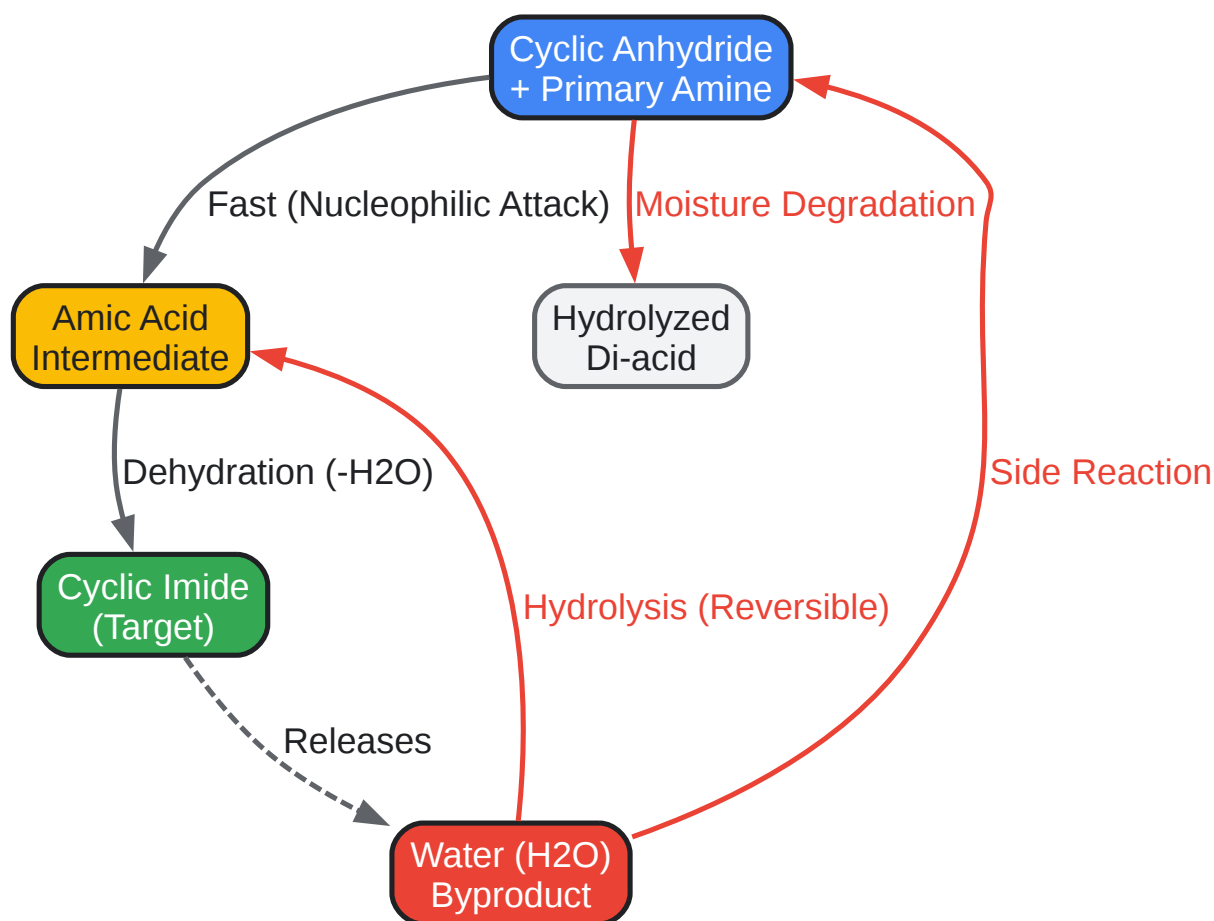 Cyclic Anhydride
+ Primary Amine
Fast (Nucleophilic Attack)
Moisture Degradation
Amic Acid
Intermediate
Hydrolyzed
Di-acid
Dehydration (-H2O)
Side Reaction
Cyclic Imide
(Target)
Hydrolysis (Reversible)
Releases
Water (H2O)
Byproduct